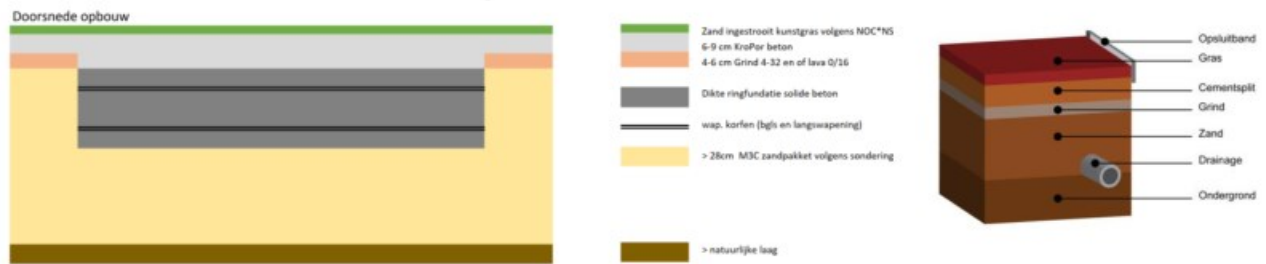 Doorsnede opbouw
Zand ingestrooit kunstgras volgens NOC*NS
6-9 cm KroPor beton
4-6 cm Grind 4-32 en of lava 0/16
Dikte ringfundatie solide beton
wap. korfen (bgls en langswapening)
> 28cm M3C zandpakket volgens sondering
> natuurlijke laag
Opsluitband
Gras
Cementsplit
Grind
Zand
Drainage
Ondergrond